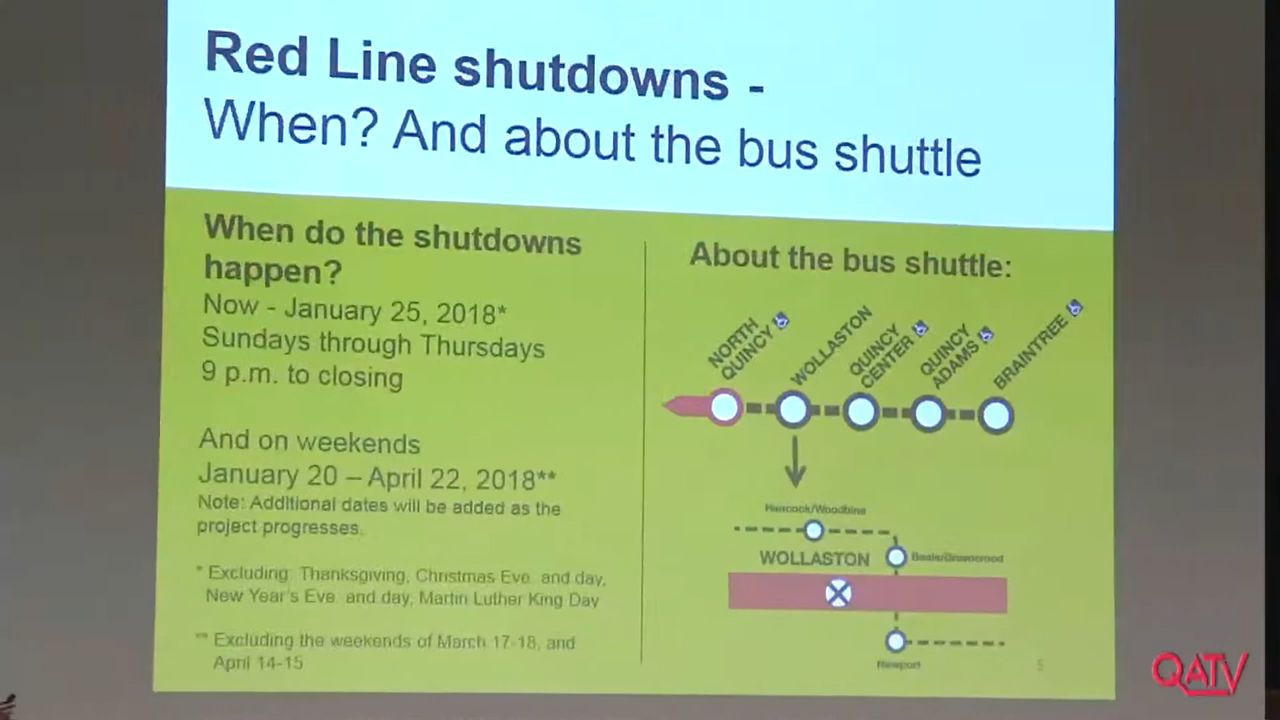 Red Line shutdowns -
When? And about the bus shuttle
When do the shutdowns
happen?
Now - January 25, 2018*
Sundays through Thursdays
9 p.m. to closing
And on weekends
January 20 – April 22, 2018**
Note: Additional dates will be added as the
project progresses.
* Excluding: Thanksgiving, Christmas Eve. and day,
New Year's Eve. and day, Martin Luther King Day
** Excluding the weekends of March 17-18, and
April 14-15
About the bus shuttle:
NORTH
QUINCY
WOLLASTON
QUINCY
CENTER
QUINCY
ADAMS
BRAINTREE
Hancock/Woodbine
WOLLASTON
Beale/Greenwood
Newport
5
QATV